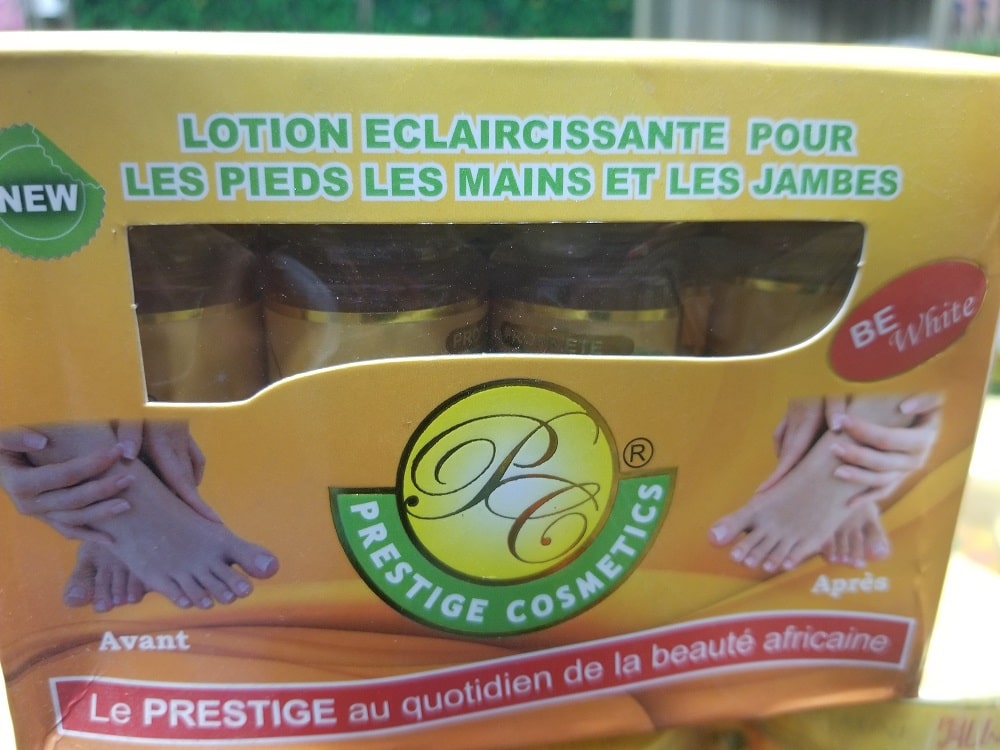 LOTION ECLAIRCISSANTE POUR
LES PIEDS LES MAINS ET LES JAMBES
NEW
BE White
PC
®
PRESTIGE COSMETICS
Avant
Après
Le PRESTIGE au quotidien de la beauté africaine